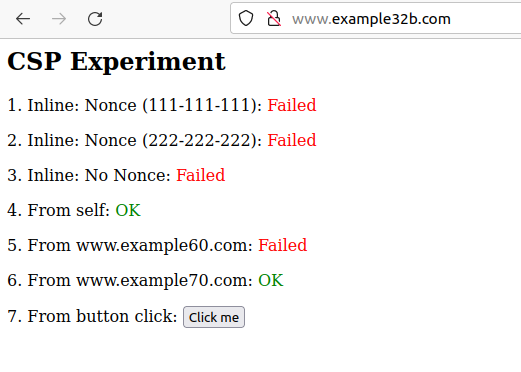 www.example32b.com
CSP Experiment
1. Inline: Nonce (111-111-111): Failed
2. Inline: Nonce (222-222-222): Failed
3. Inline: No Nonce: Failed
4. From self: OK
5. From www.example60.com: Failed
6. From www.example70.com: OK
7. From button click: Click me